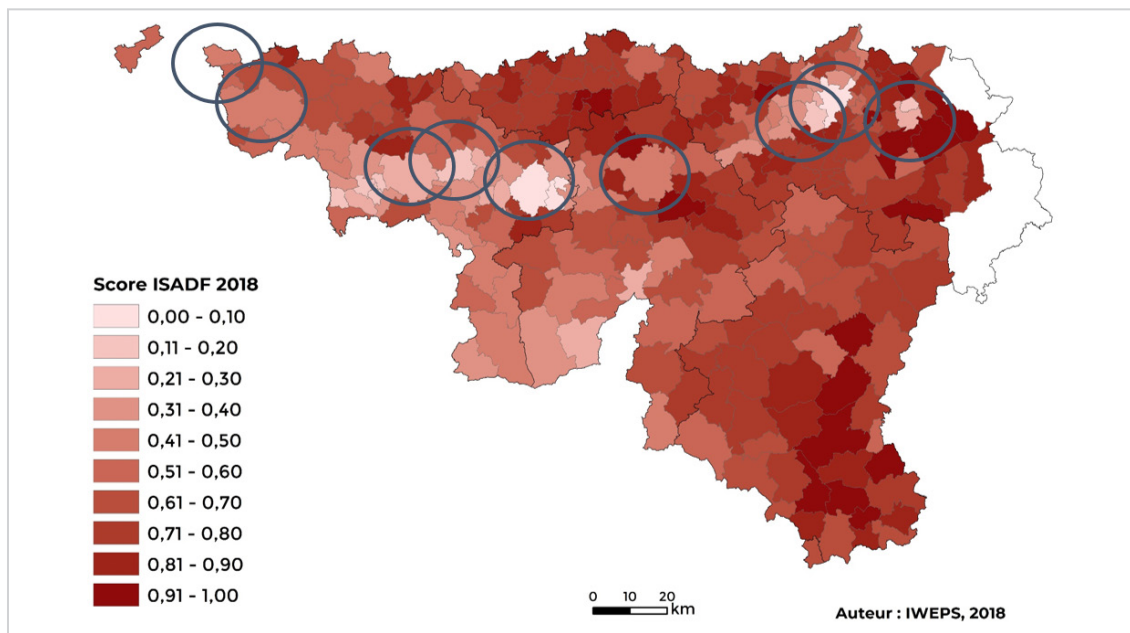 Score ISADF 2018
0,00 - 0,10
0,11 - 0,20
0,21 - 0,30
0,31 - 0,40
0,41 - 0,50
0,51 - 0,60
0,61 - 0,70
0,71 - 0,80
0,81 - 0,90
0,91 - 1,00
0 10 20
km
Auteur : IWEPS, 2018